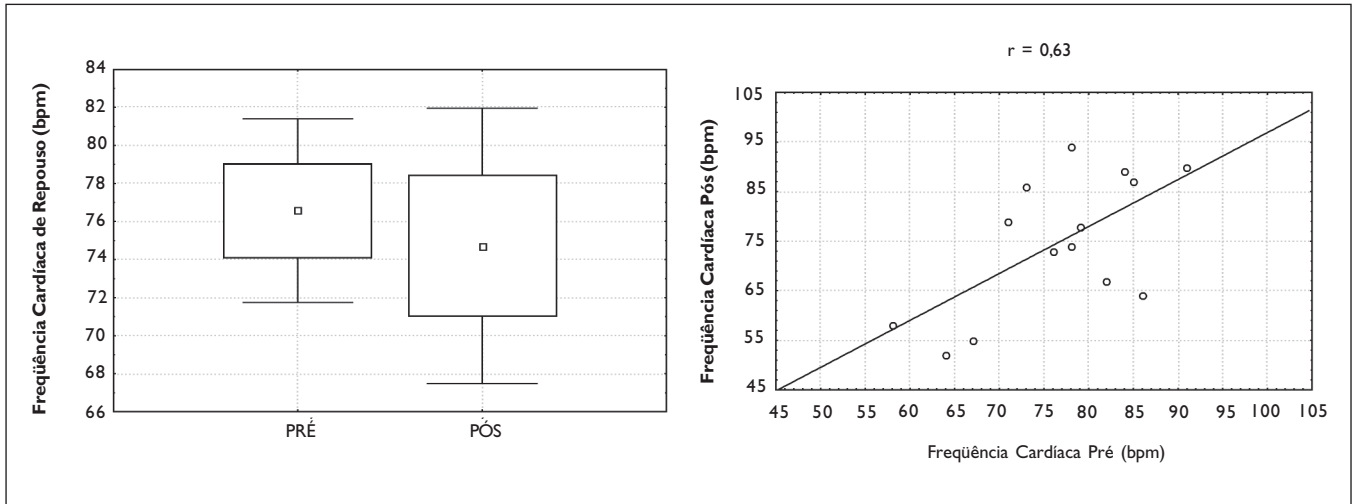 Freqüência Cardíaca de Repouso (bpm)
84
82
80
78
76
74
72
70
68
66
PRÉ
PÓS
r = 0,63
Freqüência Cardíaca Pós (bpm)
105
95
85
75
65
55
45
45 50 55 60 65 70 75 85 85 90 95 100 105
Freqüência Cardíaca Pré (bpm)